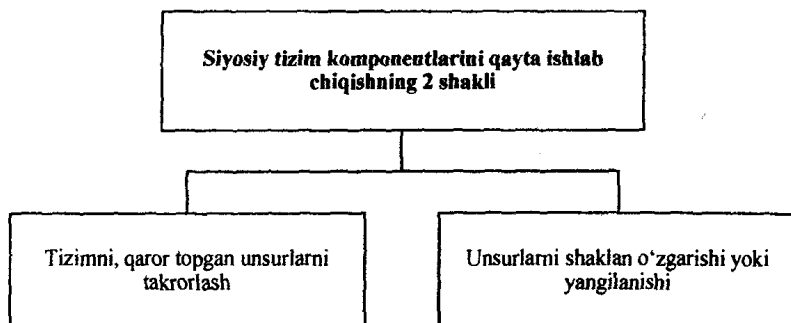 Siyosiy tizim komponentlarini qayta ishlab
chiqishning 2 shakli
Tizimni, qaror topgan unsurlarni
takrorlash
Unsurlarni shaklan o‘zgarishi yoki
yangilanishi